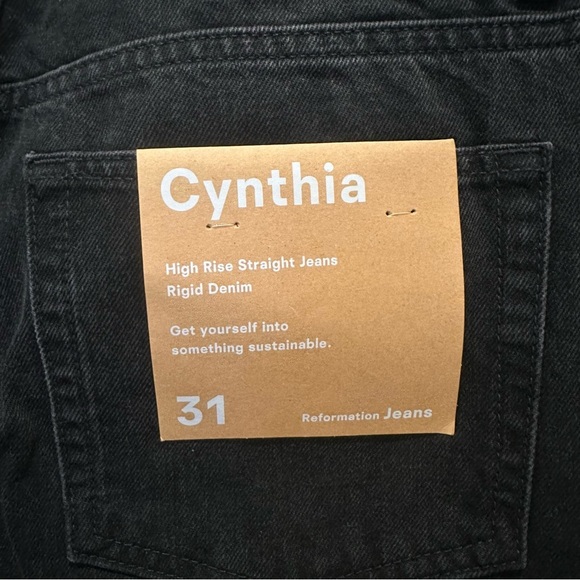 Cynthia
High Rise Straight Jeans
Rigid Denim
Get yourself into
something sustainable.
31
Reformation Jeans